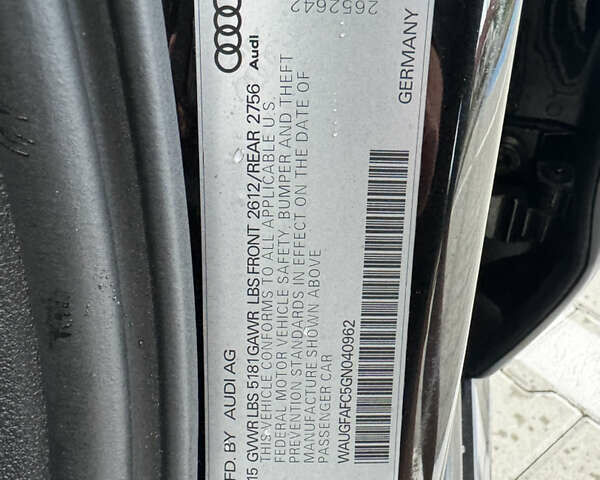 FD. BY AUDI AG
15 GVWR LBS 5181 GAWR LBS FRONT 2612/REAR 2756
THIS VEHICLE CONFORMS TO ALL APPLICABLE U.S.
FEDERAL MOTOR VEHICLE SAFETY, BUMPER AND THEFT
PREVENTION STANDARDS IN EFFECT ON THE DATE OF
MANUFACTURE SHOWN ABOVE
PASSENGER CAR
WAUGFAFC5GN040962
Audi
2652642
GERMANY